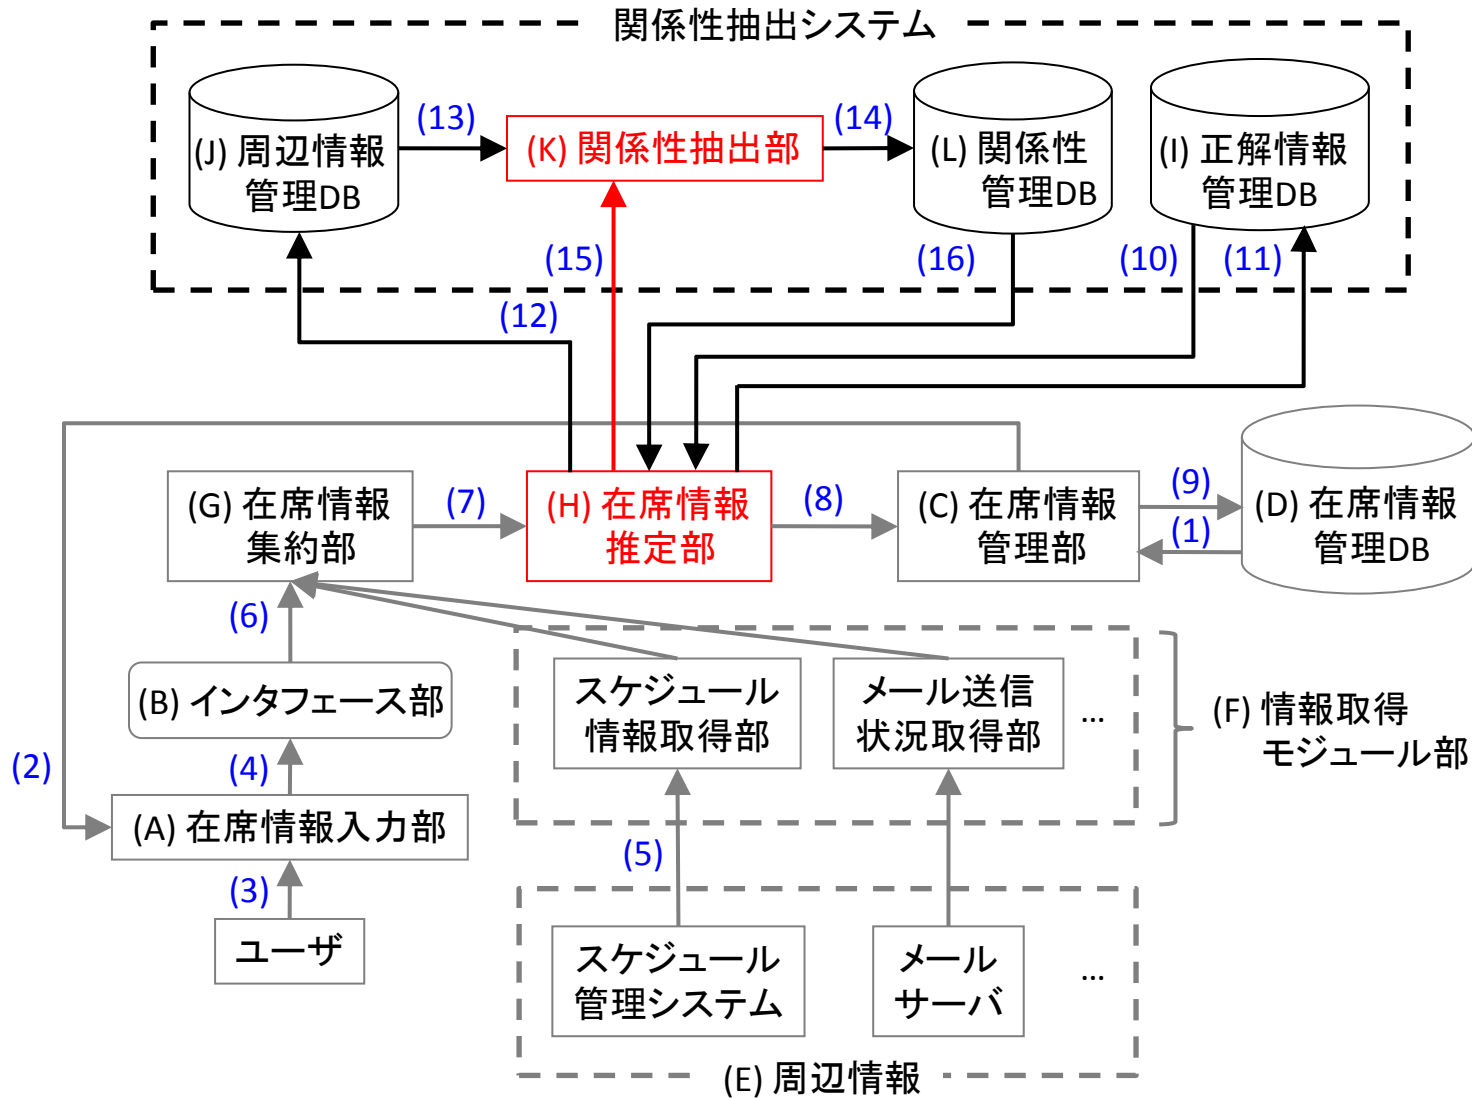 関係性抽出システム
(13)
(14)
(J) 周辺情報
管理DB
(K) 関係性抽出部
(L) 関係性
管理DB
(I) 正解情報
管理DB
(15)
(16)
(10)
(11)
(12)
(G) 在席情報
集約部
(7)
(H) 在席情報
推定部
(8)
(C) 在席情報
管理部
(9)
(1)
(D) 在席情報
管理DB
(6)
(B) インタフェース部
スケジュール
情報取得部
メール送信
状況取得部
...
(F) 情報取得
モジュール部
(2)
(4)
(A) 在席情報入力部
(5)
(3)
ユーザ
スケジュール
管理システム
メール
サーバ
...
(E) 周辺情報